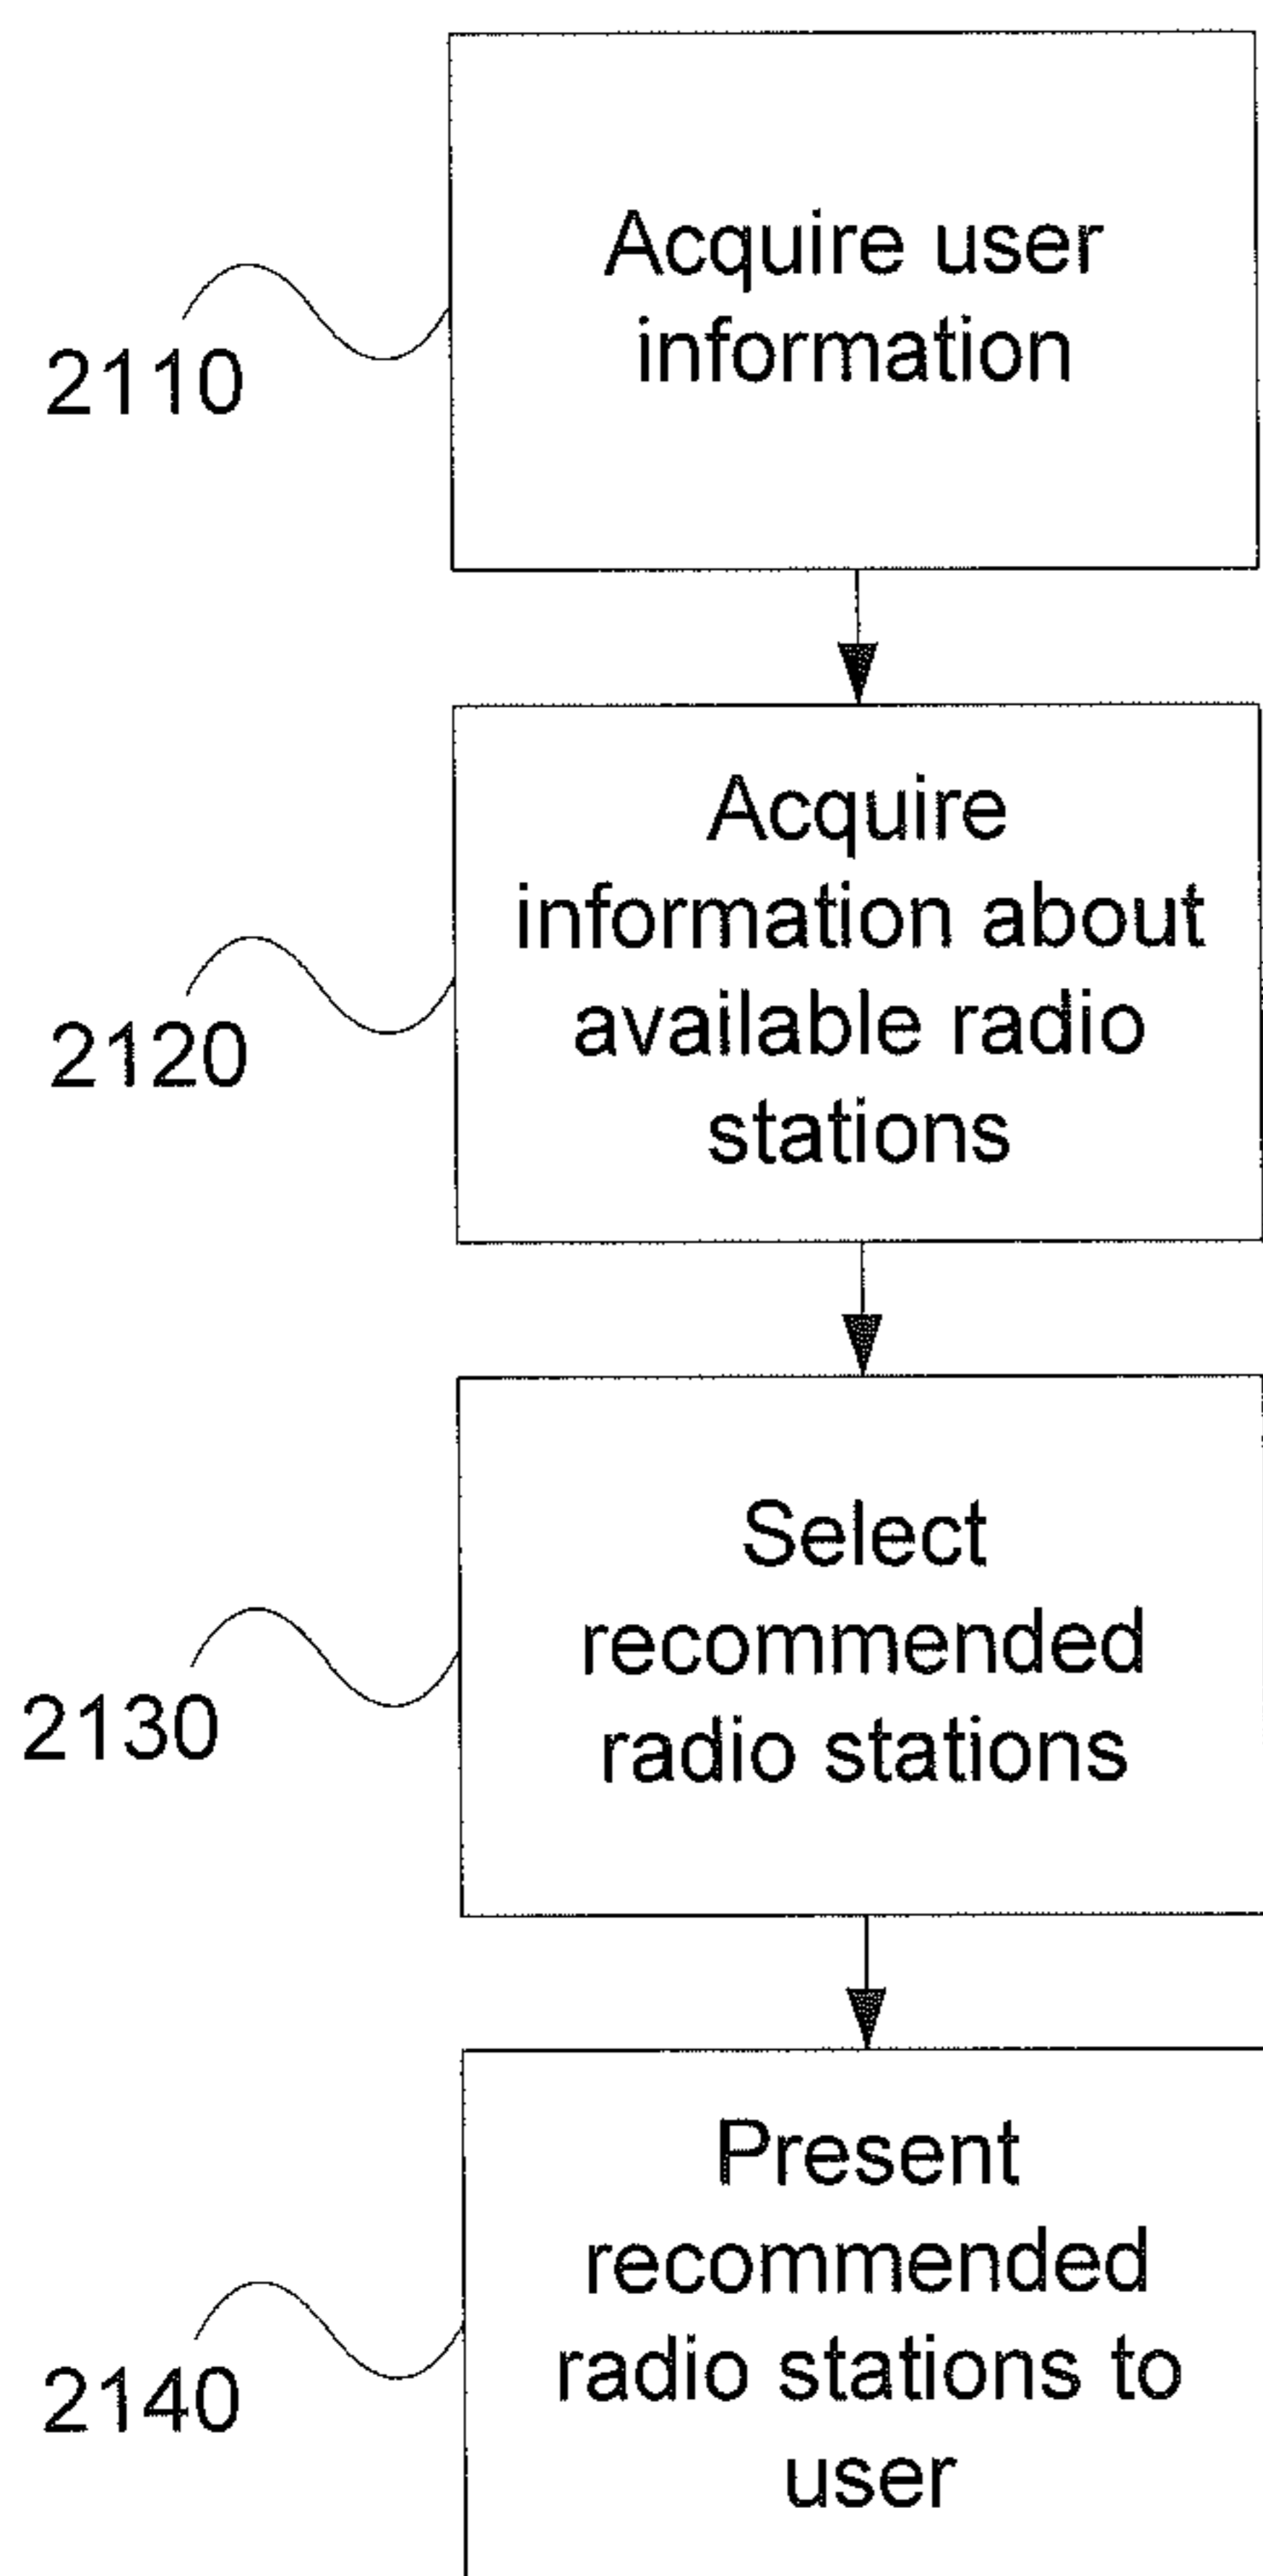 Acquire user
information
2110
Acquire
information about
available radio
stations
2120
Select
recommended
radio stations
2130
Present
recommended
radio stations to
user
2140